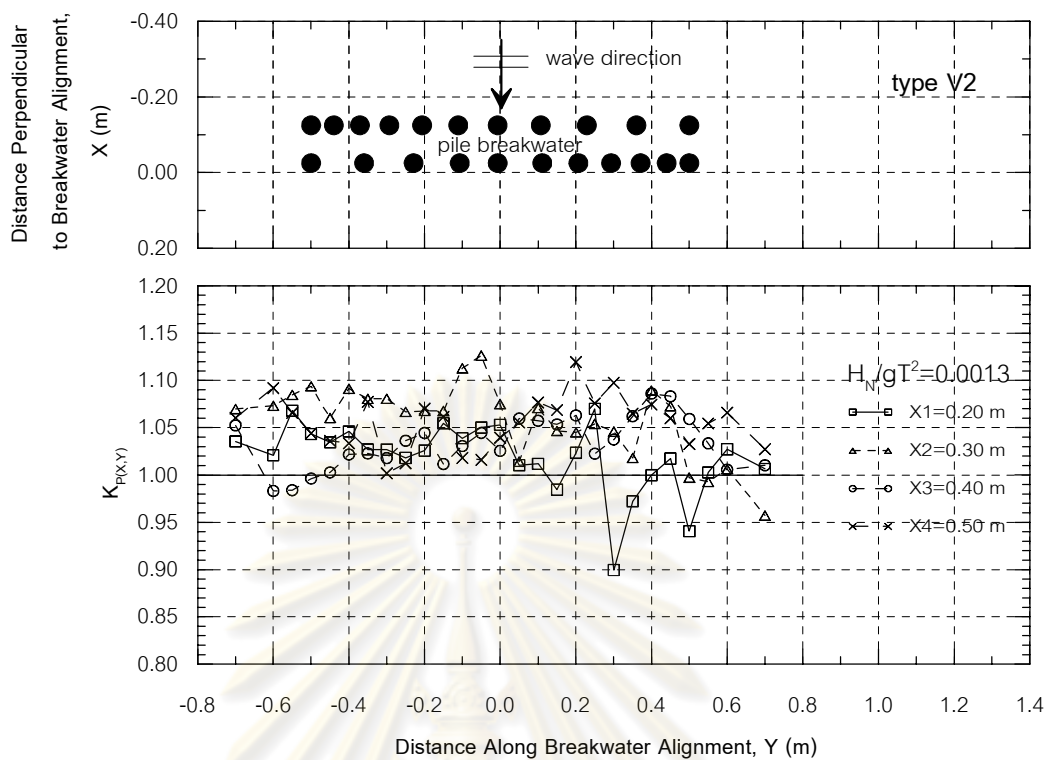 Distance Perpendicular
to Breakwater Alignment,
X (m)
-0.40
-0.20
0.00
0.20
wave direction
type V2
pile breakwater
1.20
1.15
1.10
1.05
1.00
0.95
0.90
0.85
0.80
K_P(X,Y)
H_N/gT²=0.0013
X1=0.20 m
X2=0.30 m
X3=0.40 m
X4=0.50 m
-0.8 -0.6 -0.4 -0.2 0.0 0.2 0.4 0.6 0.8 1.0 1.2 1.4
Distance Along Breakwater Alignment, Y (m)